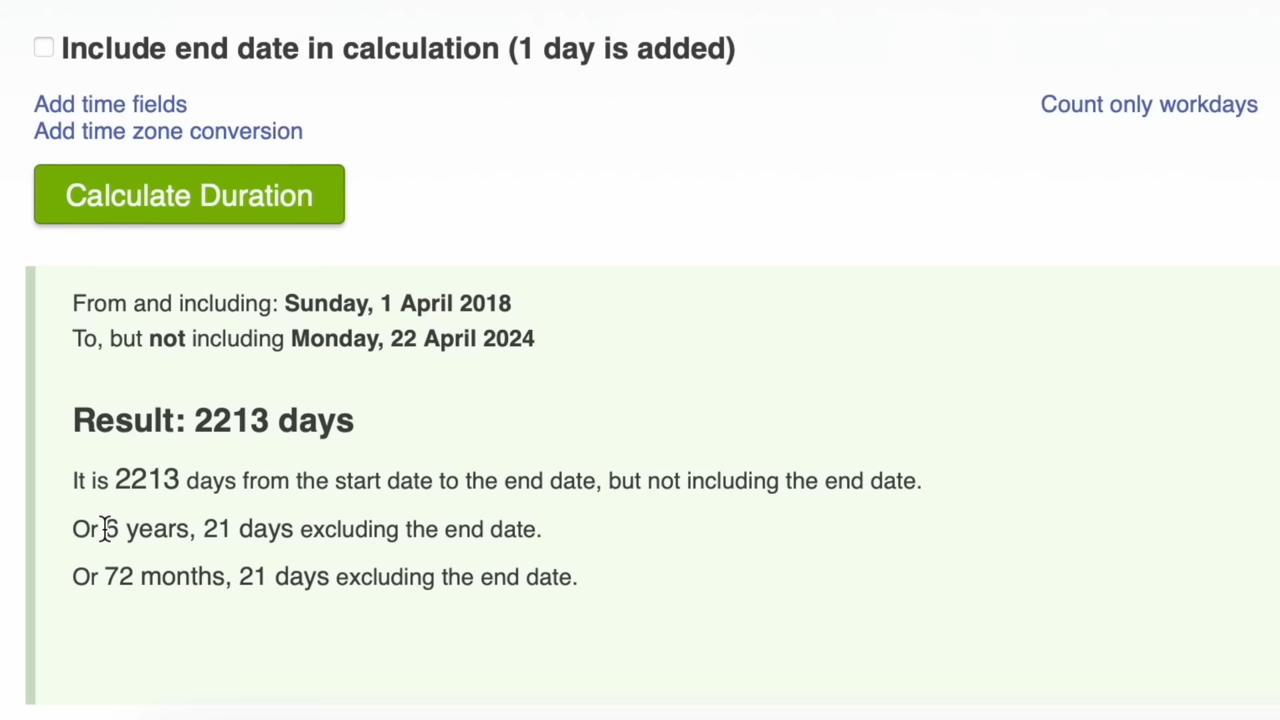 Include end date in calculation (1 day is added)
Add time fields
Count only workdays
Add time zone conversion
Calculate Duration
From and including: Sunday, 1 April 2018
To, but not including Monday, 22 April 2024
Result: 2213 days
It is 2213 days from the start date to the end date, but not including the end date.
Or 6 years, 21 days excluding the end date.
Or 72 months, 21 days excluding the end date.